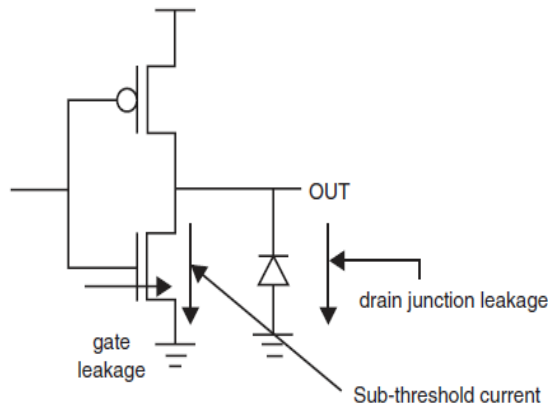 OUT
drain junction leakage
gate
leakage
Sub-threshold current